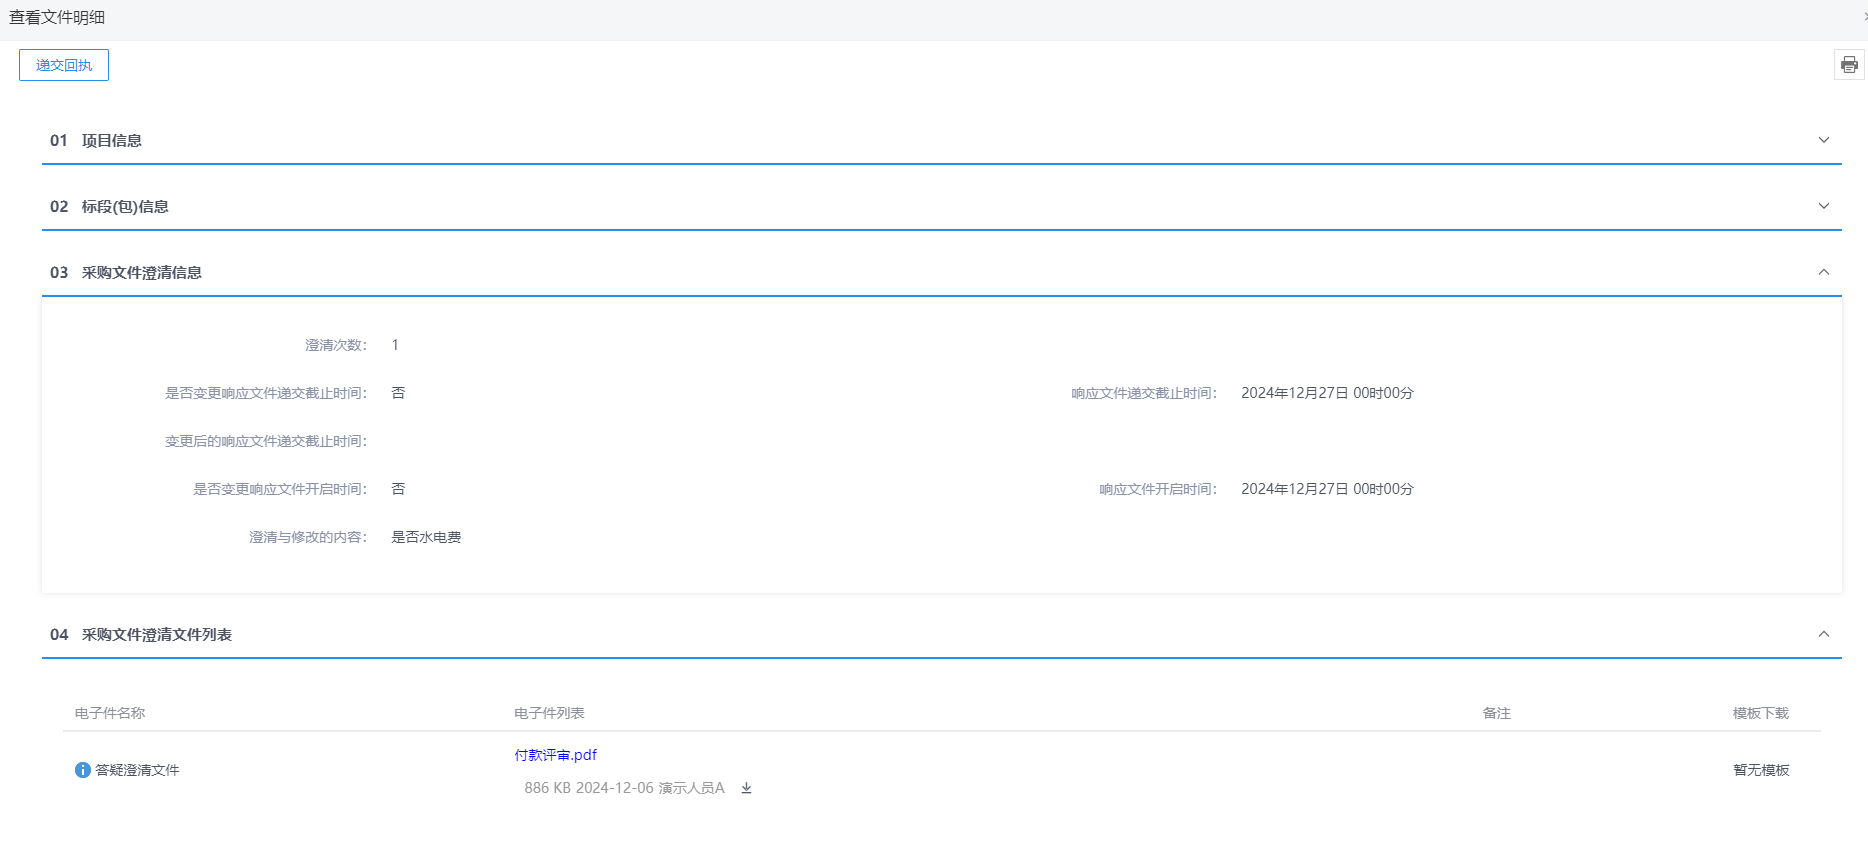 查看文件明细
递交回执
01 项目信息
02 标段(包)信息
03 采购文件澄清信息
澄清次数： 1
是否变更响应文件递交截止时间： 否 响应文件递交截止时间： 2024年12月27日 00时00分
变更后的响应文件递交截止时间：
是否变更响应文件开启时间： 否 响应文件开启时间： 2024年12月27日 00时00分
澄清与修改的内容： 是否水电费
04 采购文件澄清文件列表
电子件名称 电子件列表 备注 模板下载
付款评审.pdf
答疑澄清文件 暂无模板
886 KB 2024-12-06 演示人员A